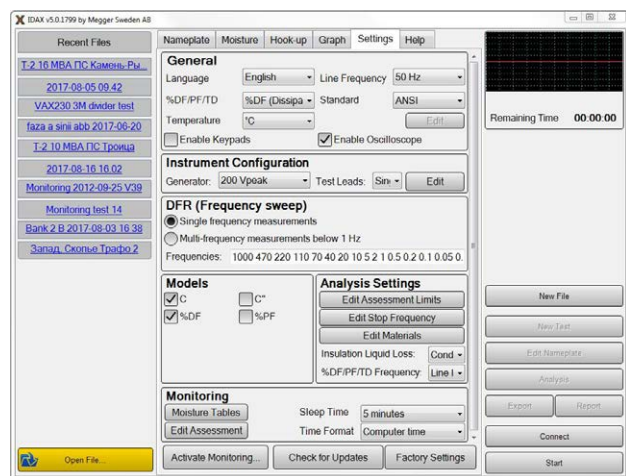 IDAX v5.0.1799 by Megger Sweden AB
Recent Files
T-2 16 МВА ПС Камень-Ры...
2017-08-05 09.42
VAX230 3M divider test
faza a sinii abb 2017-06-20
Т-2 10 МВА ПС Троица
2017-08-16 16.02
Monitoring 2012-09-25 V39
Monitoring test 14
Bank 2 B 2017-08-03 16 38
Запад, Скопье Трафо 2
Open File...
Nameplate Moisture Hook-up Graph Settings Help
General
Language English Line Frequency 50 Hz
%DF/PF/TD %DF (Dissipa Standard ANSI
Temperature °C Edit
Enable Keypads Enable Oscilloscope
Instrument Configuration
Generator: 200 Vpeak Test Leads: Sin Edit
DFR (Frequency sweep)
Single frequency measurements
Multi-frequency measurements below 1 Hz
Frequencies: 1000 470 220 110 70 40 20 10 5 2 1 0.5 0.2 0.1 0.05 0.
Models
C C"
%DF %PF
Analysis Settings
Edit Assessment Limits
Edit Stop Frequency
Edit Materials
Insulation Liquid Loss: Cond
%DF/PF/TD Frequency: Line
Monitoring
Moisture Tables Sleep Time 5 minutes
Edit Assessment Time Format Computer time
Activate Monitoring... Check for Updates Factory Settings
Remaining Time 00:00:00
New File
New Test
Edit Nameplate
Analysis
Export Report
Connect
Start